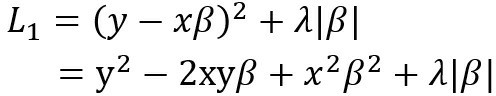 L₁ = (y − xβ)² + λ|β|
= y² − 2xyβ + x²β² + λ|β|